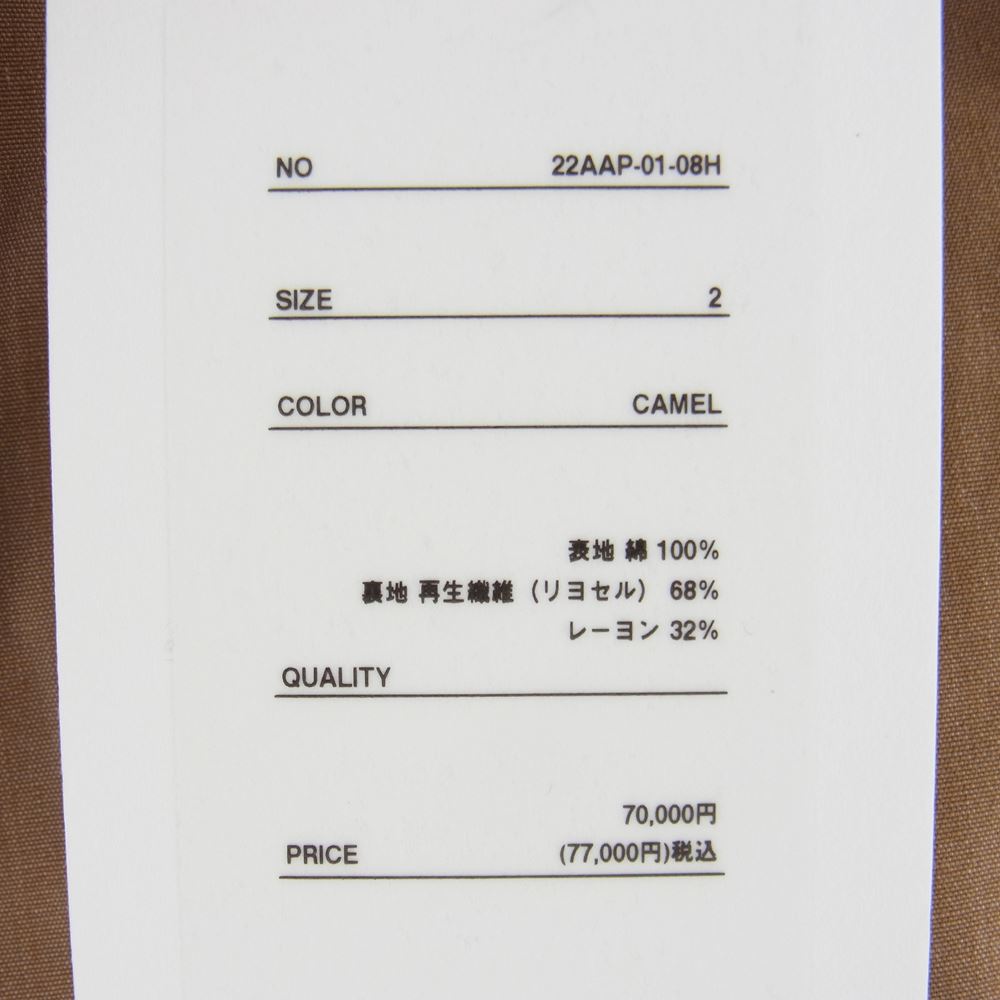 NO 22AAP-01-08H
SIZE 2
COLOR CAMEL
表地 綿 100%
裏地 再生繊維（リヨセル） 68%
レーヨン 32%
QUALITY
70,000円
PRICE (77,000円)税込